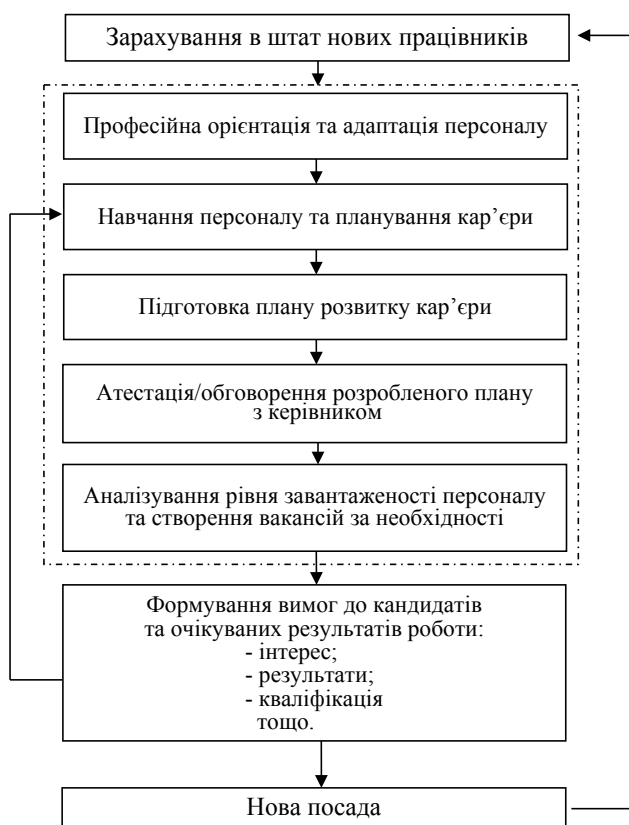 Зарахування в штат нових працівників
Професійна орієнтація та адаптація персоналу
Навчання персоналу та планування кар’єри
Підготовка плану розвитку кар’єри
Атестація/обговорення розробленого плану
з керівником
Аналізування рівня завантаженості персоналу
та створення вакансій за необхідності
Формування вимог до кандидатів
та очікуваних результатів роботи:
- інтерес;
- результати;
- кваліфікація
тощо.
Нова посада